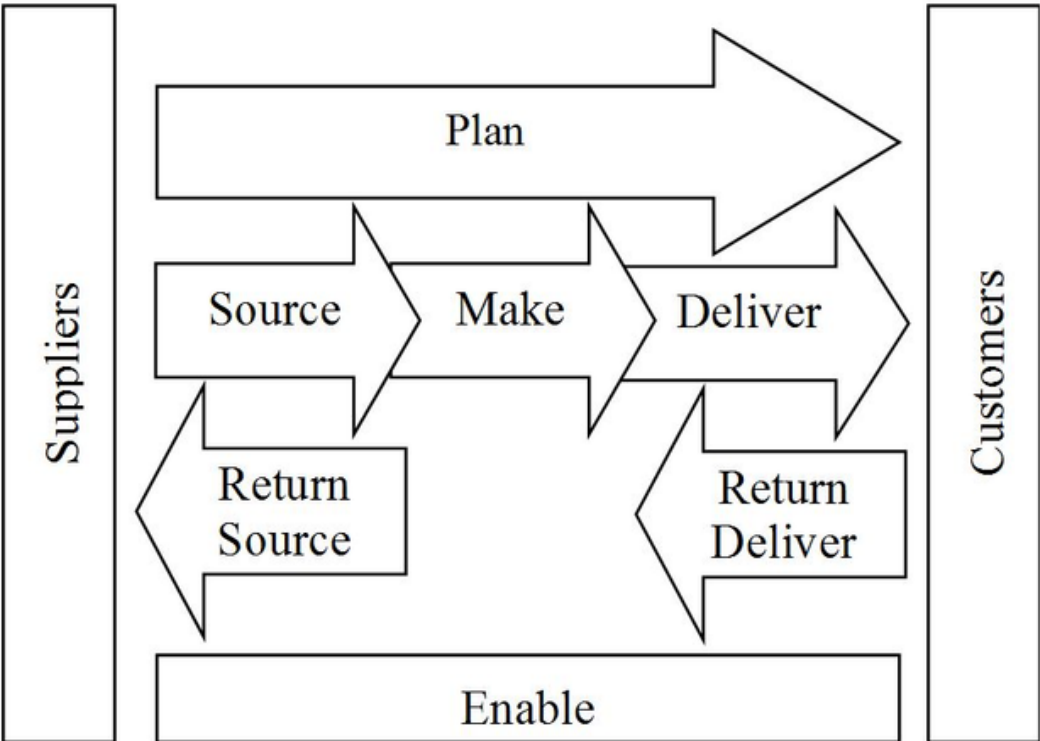 Plan
Source
Make
Deliver
Suppliers
Customers
Return
Source
Return
Deliver
Enable